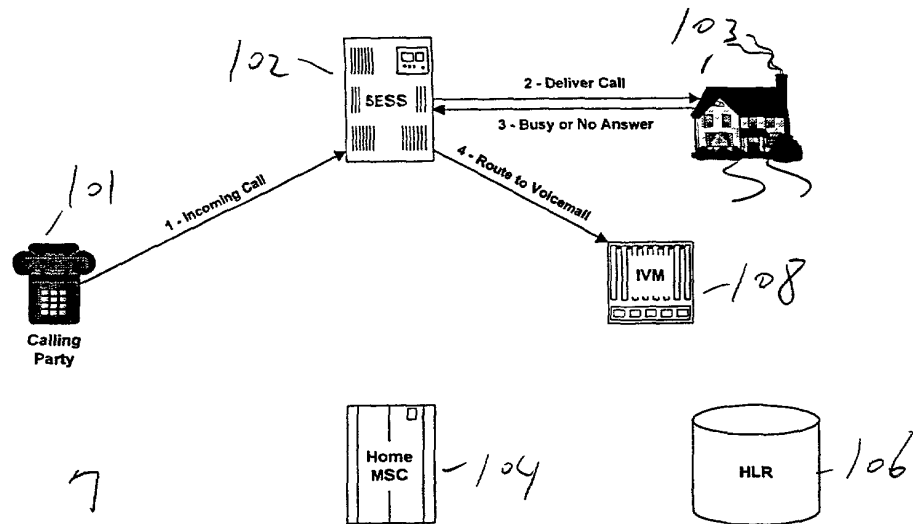 102
5ESS
2 - Deliver Call
3 - Busy or No Answer
103
101
1 - Incoming Call
4 - Route to Voicemail
IVM
108
Calling
Party
Home
MSC
104
HLR
106